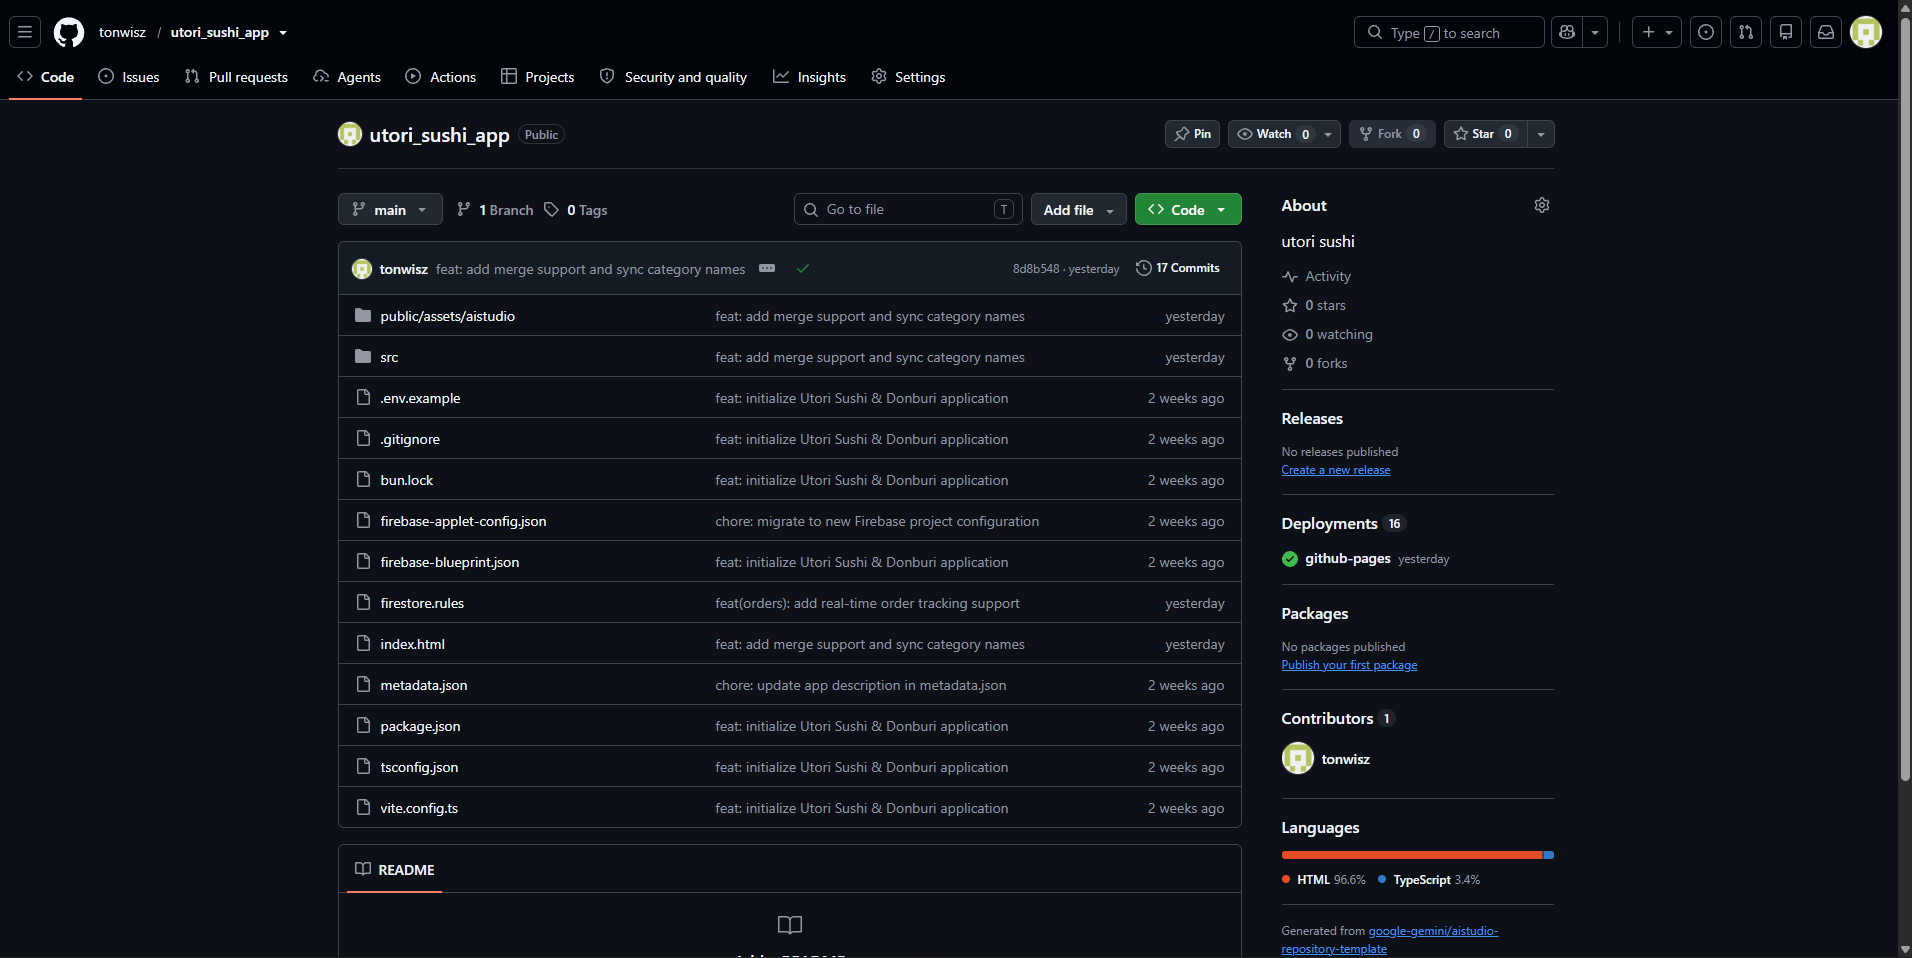 tonwisz / utori_sushi_app
Type / to search
Code Issues Pull requests Agents Actions Projects Security and quality Insights Settings
utori_sushi_app Public
Pin Watch 0 Fork 0 Star 0
main 1 Branch 0 Tags
Go to file T Add file Code
tonwisz feat: add merge support and sync category names 8d8b548 · yesterday 17 Commits
public/assets/aistudio feat: add merge support and sync category names yesterday
src feat: add merge support and sync category names yesterday
.env.example feat: initialize Utori Sushi & Donburi application 2 weeks ago
.gitignore feat: initialize Utori Sushi & Donburi application 2 weeks ago
bun.lock feat: initialize Utori Sushi & Donburi application 2 weeks ago
firebase-applet-config.json chore: migrate to new Firebase project configuration 2 weeks ago
firebase-blueprint.json feat: initialize Utori Sushi & Donburi application 2 weeks ago
firestore.rules feat(orders): add real-time order tracking support yesterday
index.html feat: add merge support and sync category names yesterday
metadata.json chore: update app description in metadata.json 2 weeks ago
package.json feat: initialize Utori Sushi & Donburi application 2 weeks ago
tsconfig.json feat: initialize Utori Sushi & Donburi application 2 weeks ago
vite.config.ts feat: initialize Utori Sushi & Donburi application 2 weeks ago
README
About
utori sushi
Activity
0 stars
0 watching
0 forks
Releases
No releases published
Create a new release
Deployments 16
github-pages yesterday
Packages
No packages published
Publish your first package
Contributors 1
tonwisz
Languages
HTML 96.6% TypeScript 3.4%
Generated from google-gemini/aistudio-
repository-template